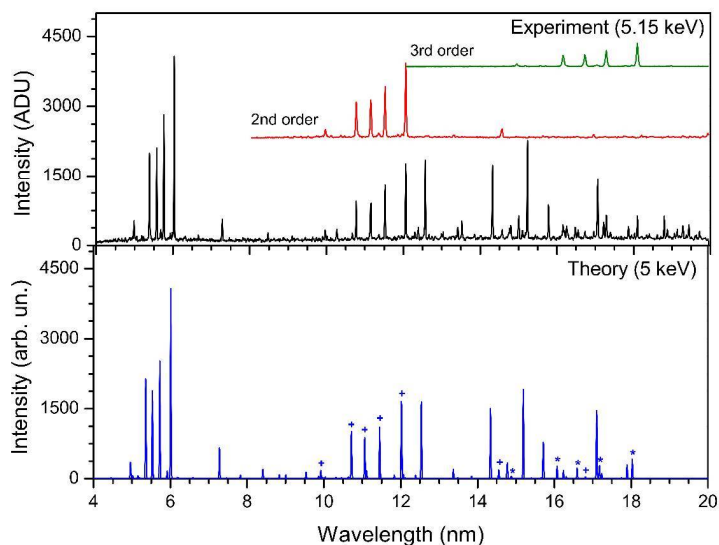 Experiment (5.15 keV)
3rd order
2nd order
4500
3000
1500
0
Intensity (ADU)
Theory (5 keV)
4500
3000
1500
0
Intensity (arb. un.)
+ + + + + + * * * + * *
4 6 8 10 12 14 16 18 20
Wavelength (nm)